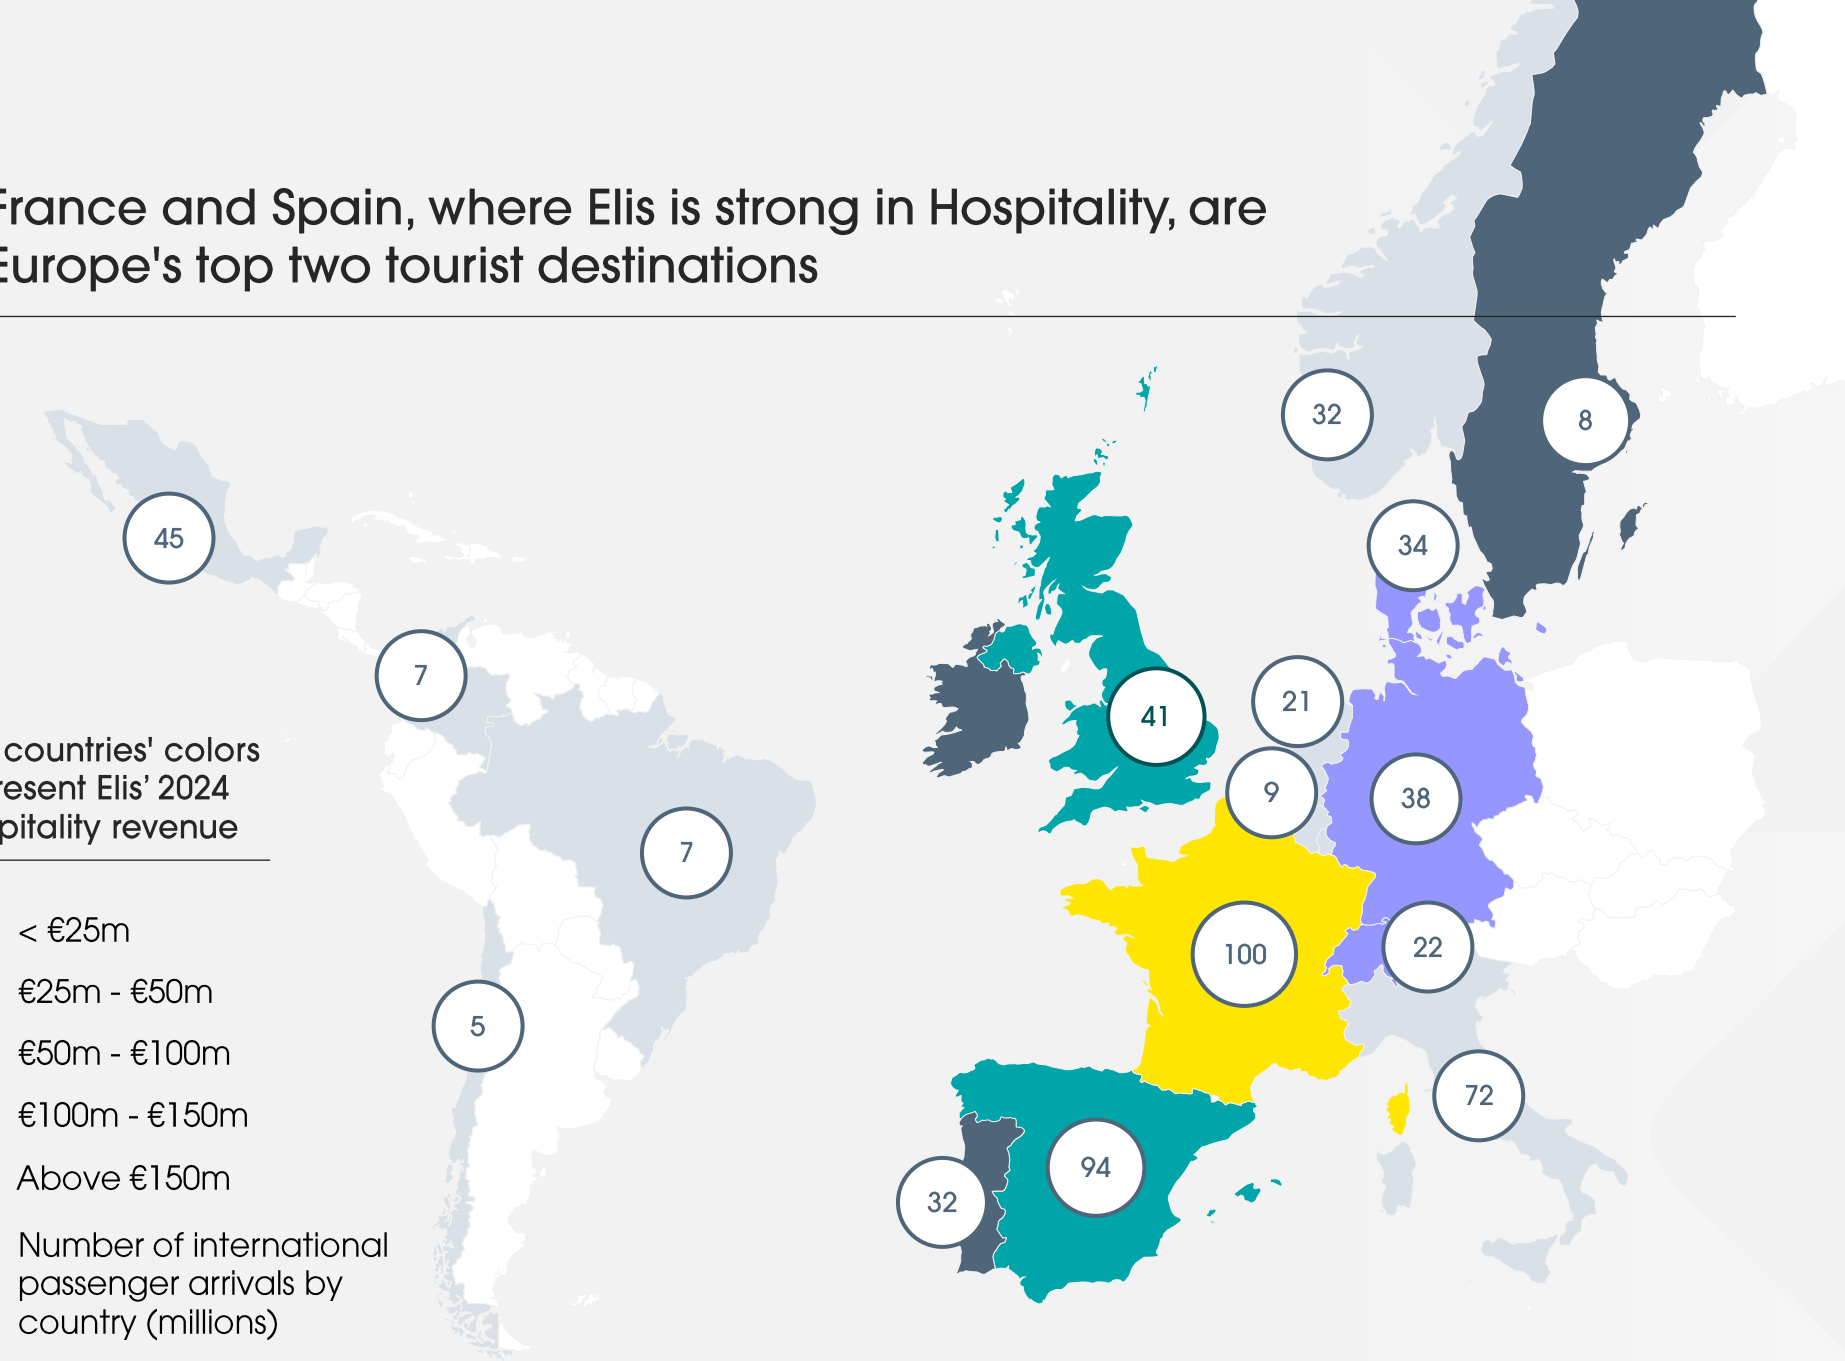 France and Spain, where Elis is strong in Hospitality, are
Europe's top two tourist destinations
32
8
45
34
7
21
41
countries' colors
resent Elis’ 2024
pitality revenue
9
38
7
< €25m
100
22
€25m - €50m
5
€50m - €100m
72
€100m - €150m
94
Above €150m
32
Number of international
passenger arrivals by
country (millions)